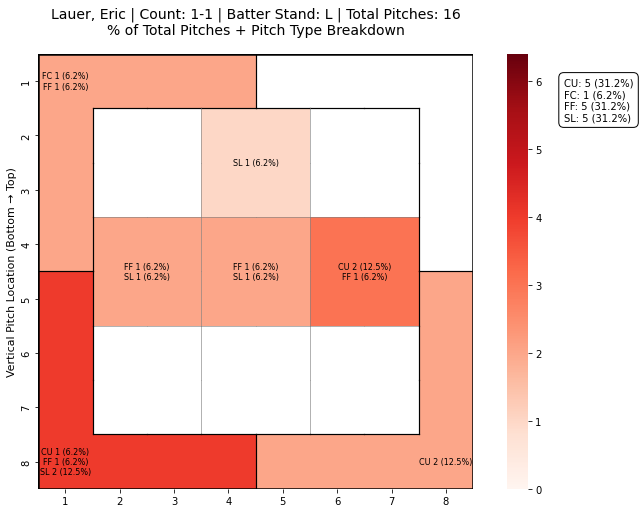 Lauer, Eric | Count: 1-1 | Batter Stand: L | Total Pitches: 16
% of Total Pitches + Pitch Type Breakdown
Vertical Pitch Location (Bottom → Top)
1
2
3
4
5
6
7
8
FC 1 (6.2%)
FF 1 (6.2%)
SL 1 (6.2%)
FF 1 (6.2%)
SL 1 (6.2%)
FF 1 (6.2%)
SL 1 (6.2%)
CU 2 (12.5%)
FF 1 (6.2%)
CU 1 (6.2%)
FF 1 (6.2%)
SL 2 (12.5%)
CU 2 (12.5%)
1
2
3
4
5
6
7
8
6
5
4
3
2
1
0
CU: 5 (31.2%)
FC: 1 (6.2%)
FF: 5 (31.2%)
SL: 5 (31.2%)